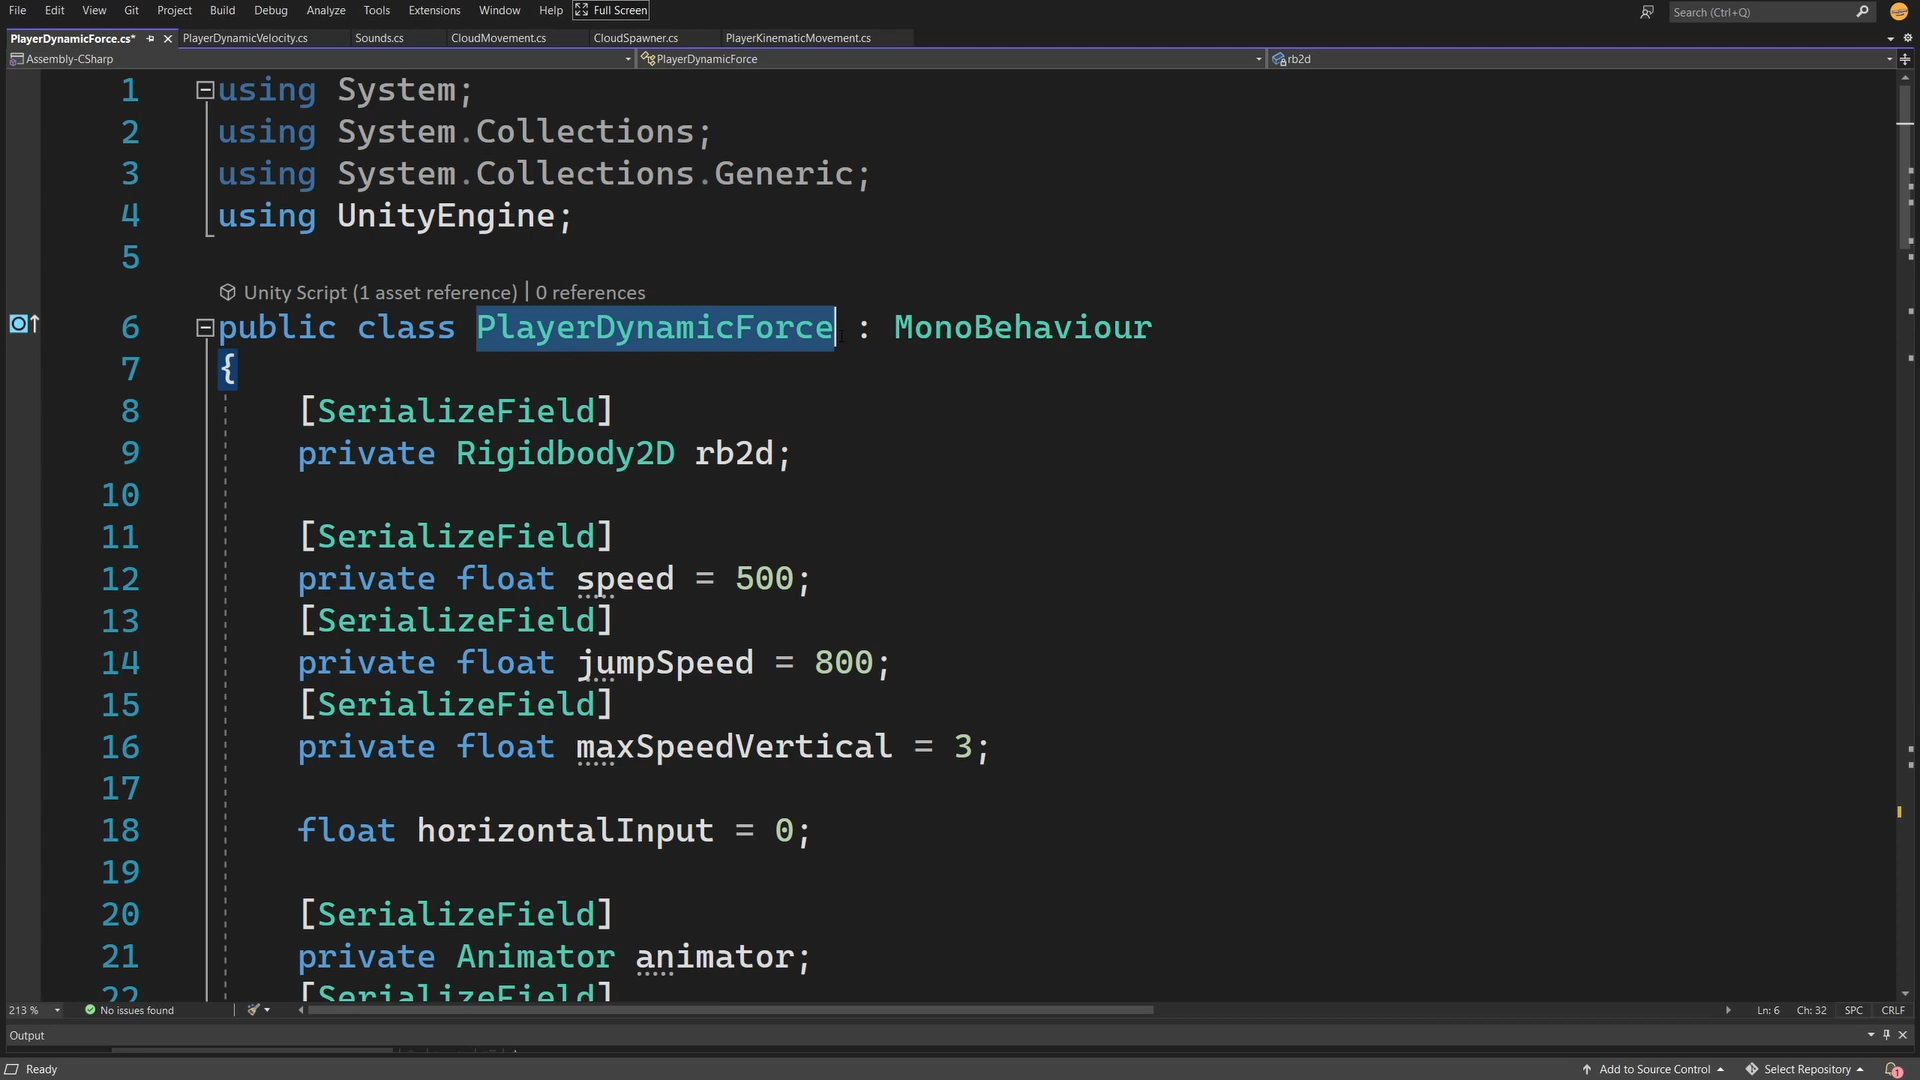 File Edit View Git Project Build Debug Analyze Tools Extensions Window Help Full Screen Search (Ctrl+Q)
PlayerDynamicForce.cs* PlayerDynamicVelocity.cs Sounds.cs CloudMovement.cs CloudSpawner.cs PlayerKinematicMovement.cs
Assembly-CSharp PlayerDynamicForce rb2d
1 using System;
2 using System.Collections;
3 using System.Collections.Generic;
4 using UnityEngine;
5
Unity Script (1 asset reference) | 0 references
6 public class PlayerDynamicForce : MonoBehaviour
7 {
8 [SerializeField]
9 private Rigidbody2D rb2d;
10
11 [SerializeField]
12 private float speed = 500;
13 [SerializeField]
14 private float jumpSpeed = 800;
15 [SerializeField]
16 private float maxSpeedVertical = 3;
17
18 float horizontalInput = 0;
19
20 [SerializeField]
21 private Animator animator;
22 [SerializeField]
213 % No issues found Ln: 6 Ch: 32 SPC CRLF
Output
Ready Add to Source Control Select Repository 1